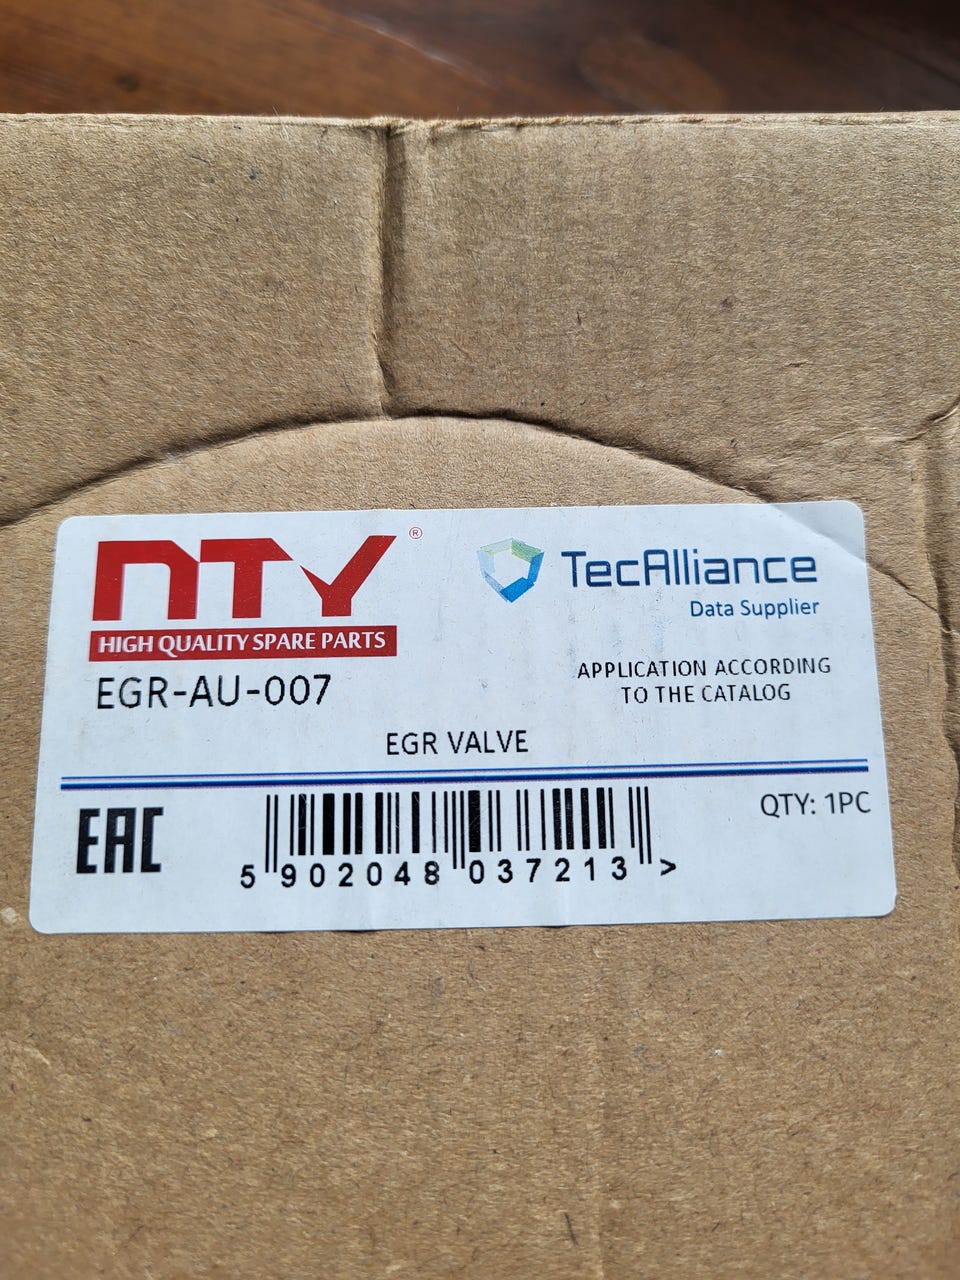 NTY ®
HIGH QUALITY SPARE PARTS
EGR-AU-007
TecAlliance
Data Supplier
APPLICATION ACCORDING
TO THE CATALOG
EGR VALVE
EAC
QTY: 1PC
5 902048 037213 >